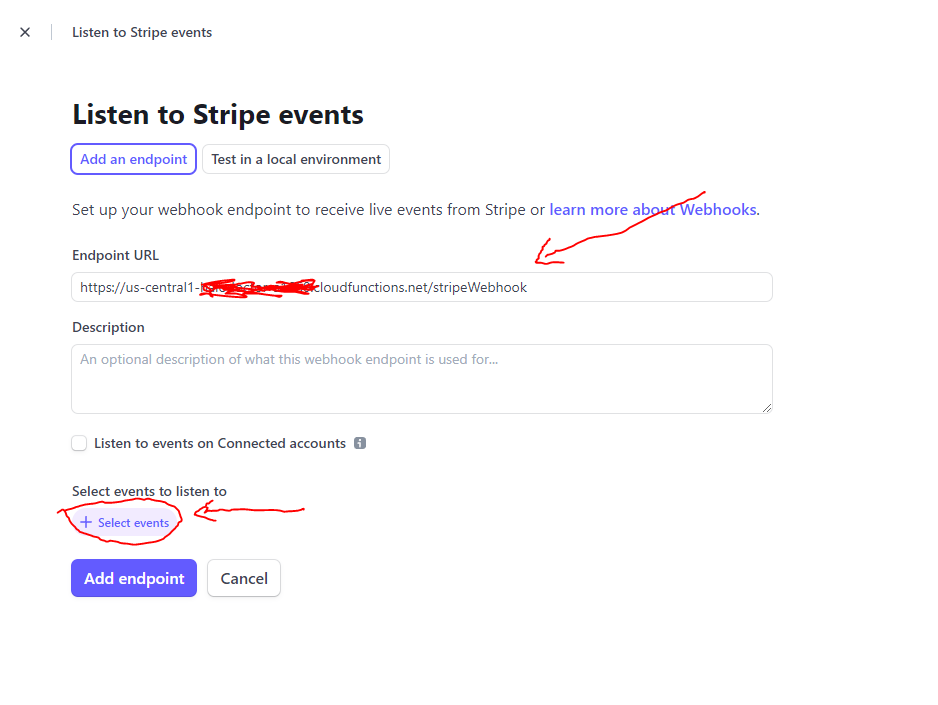 Listen to Stripe events
Listen to Stripe events
Add an endpoint
Test in a local environment
Set up your webhook endpoint to receive live events from Stripe or learn more about Webhooks.
Endpoint URL
https://us-central1- cloudfunctions.net/stripeWebhook
Description
An optional description of what this webhook endpoint is used for...
Listen to events on Connected accounts
Select events to listen to
+ Select events
Add endpoint
Cancel